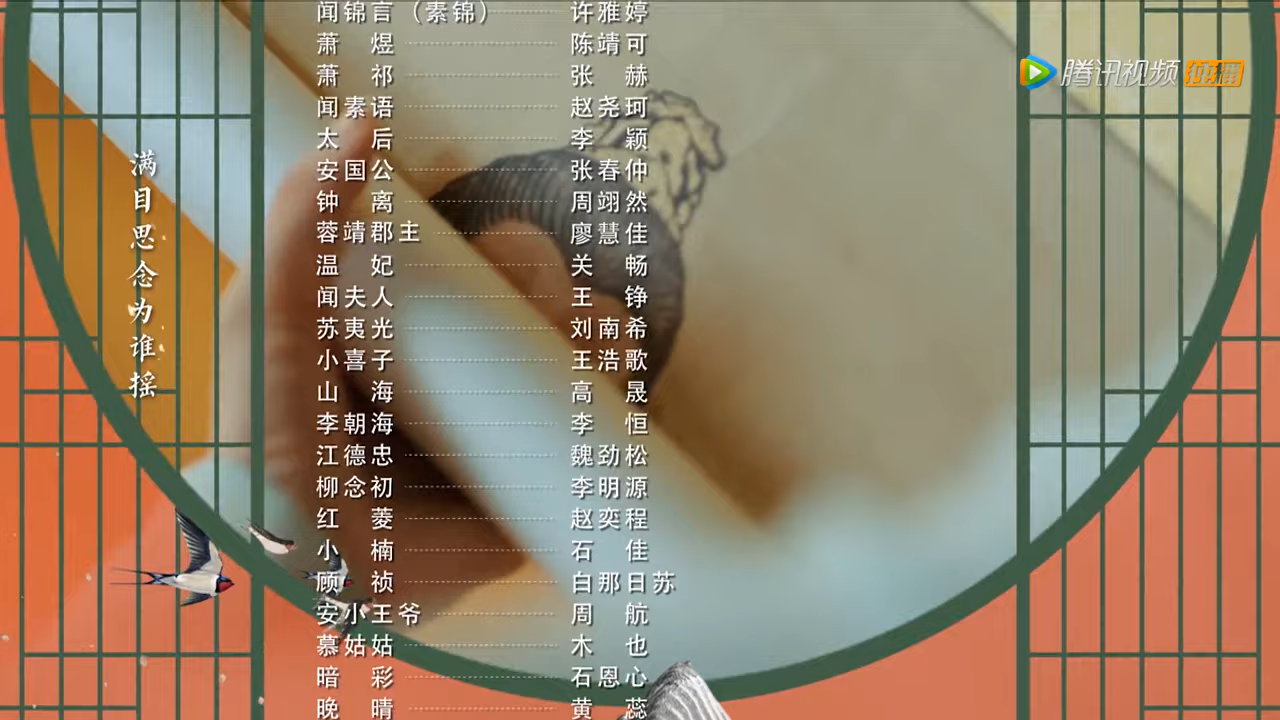 闻锦言（素锦） 许雅婷
萧煜 陈靖可
萧祁 张赫
闻素语 赵尧珂
太后 李颖
安国公 张春仲
钟离 周翊然
蓉靖郡主 廖慧佳
温妃 关畅
闻夫人 王铮
苏夷光 刘南希
小喜子 王浩歌
山海 高晟
李朝海 李恒
江德忠 魏劲松
柳念初 李明源
红菱 赵奕程
小楠 石佳
顾祯 白那日苏
安小王爷 周航
慕姑姑 木也
暗彩 石恩心
晚晴 黄蕊
满目思念为谁摇
腾讯视频 独播